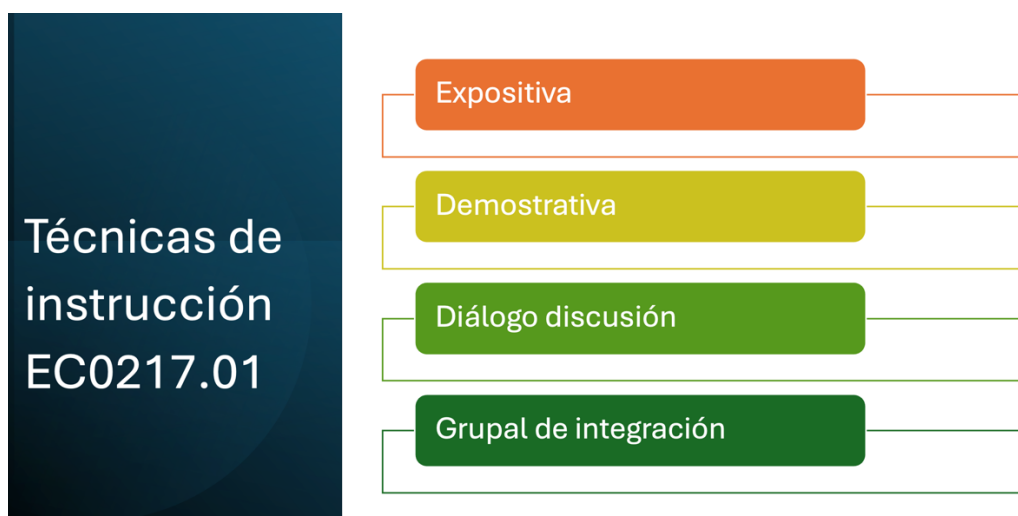 Técnicas de
instrucción
EC0217.01
Expositiva
Demostrativa
Diálogo discusión
Grupal de integración